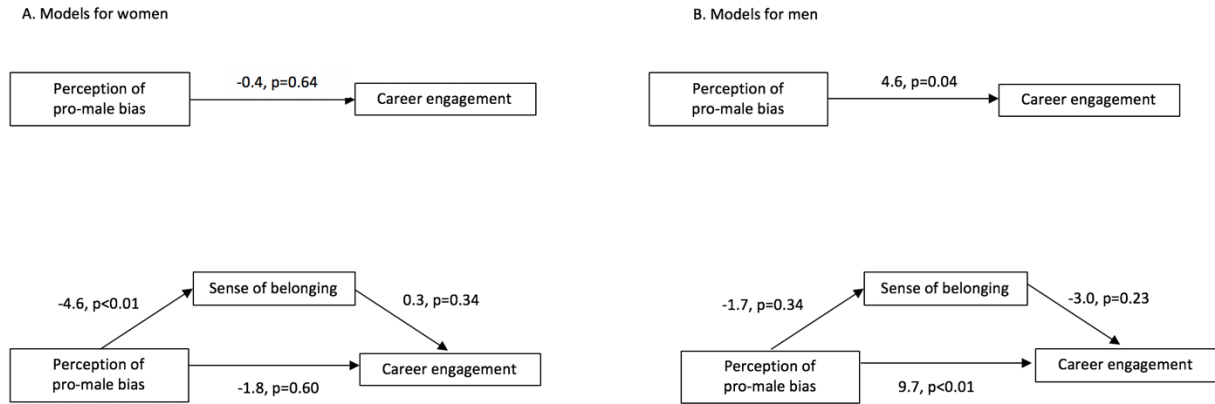 A. Models for women
B. Models for men
-0.4, p=0.64
Perception of
pro-male bias
Career engagement
4.6, p=0.04
Perception of
pro-male bias
Career engagement
Sense of belonging
-4.6, p<0.01
0.3, p=0.34
Perception of
pro-male bias
Career engagement
-1.8, p=0.60
Sense of belonging
-1.7, p=0.34
-3.0, p=0.23
Perception of
pro-male bias
Career engagement
9.7, p<0.01